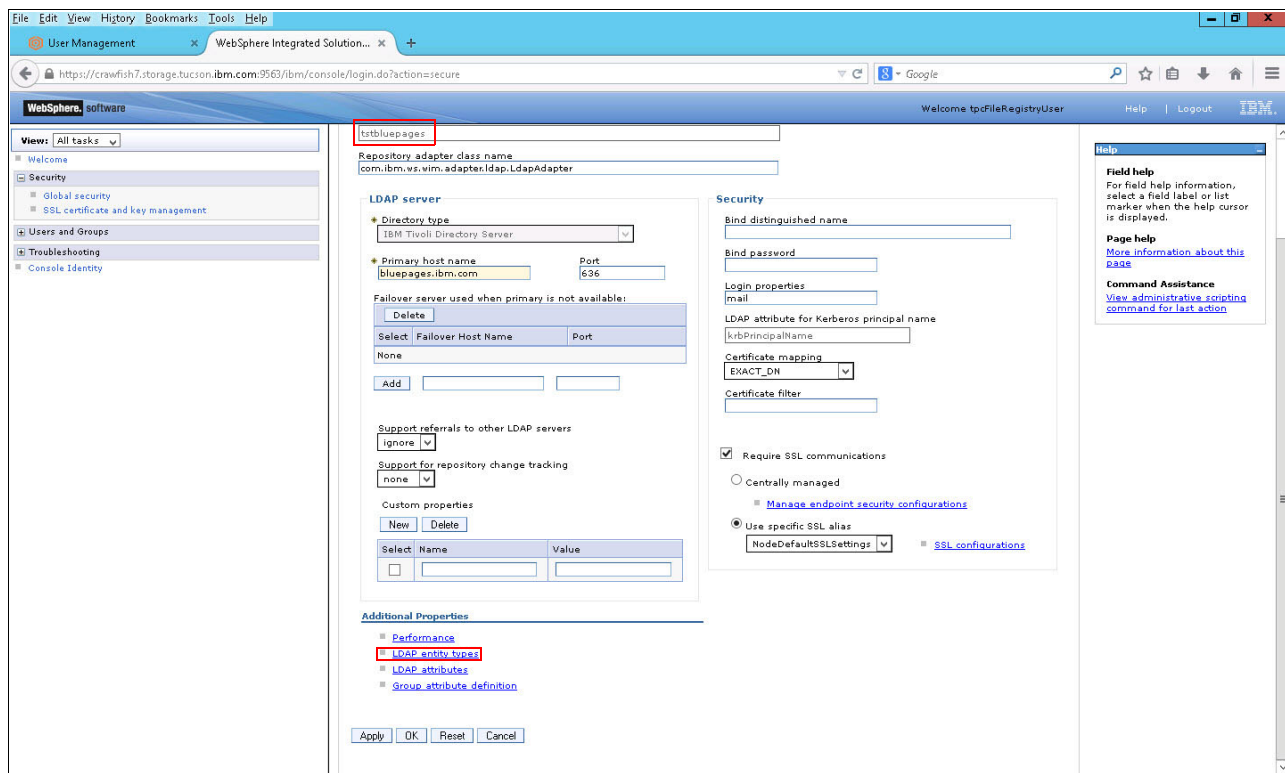 File Edit View History Bookmarks Tools Help
User Management × WebSphere Integrated Solution... × +
https://crawfish7.storage.tucson.ibm.com:9563/ibm/console/login.do?action=secure Google
WebSphere. software Welcome tpcFileRegistryUser Help | Logout IBM.
View: All tasks
Welcome
Security
Global security
SSL certificate and key management
Users and Groups
Troubleshooting
Console Identity
tstbluepages
Repository adapter class name
com.ibm.ws.wim.adapter.ldap.LdapAdapter
LDAP server
* Directory type
IBM Tivoli Directory Server
* Primary host name Port
bluepages.ibm.com 636
Failover server used when primary is not available:
Delete
Select Failover Host Name Port
None
Add
Support referrals to other LDAP servers
ignore
Support for repository change tracking
none
Custom properties
New Delete
Select Name Value
Security
Bind distinguished name
Bind password
Login properties
mail
LDAP attribute for Kerberos principal name
krbPrincipalName
Certificate mapping
EXACT_DN
Certificate filter
Require SSL communications
Centrally managed
Manage endpoint security configurations
Use specific SSL alias
NodeDefaultSSLSettings SSL configurations
Additional Properties
Performance
LDAP entity types
LDAP attributes
Group attribute definition
Apply OK Reset Cancel
Help
Field help
For field help information,
select a field label or list
marker when the help cursor
is displayed.
Page help
More information about this
page
Command Assistance
View administrative scripting
command for last action